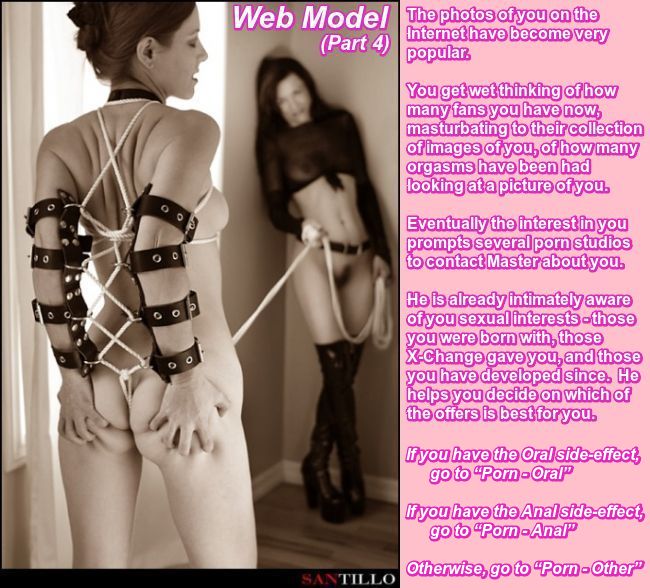 Web Model
(Part 4)
The photos of you on the
Internet have become very
popular.
You get wet thinking of how
many fans you have now,
masturbating to their collection
of images of you, of how many
orgasms have been had
looking at a picture of you.
Eventually the interest in you
prompts several porn studios
to contact Master about you.
He is already intimately aware
of you sexual interests - those
you were born with, those
X-Change gave you, and those
you have developed since.  He
helps you decide on which of
the offers is best for you.
If you have the Oral side-effect,
go to “Porn - Oral”
If you have the Anal side-effect,
go to “Porn - Anal”
Otherwise, go to “Porn - Other”
SANTILLO